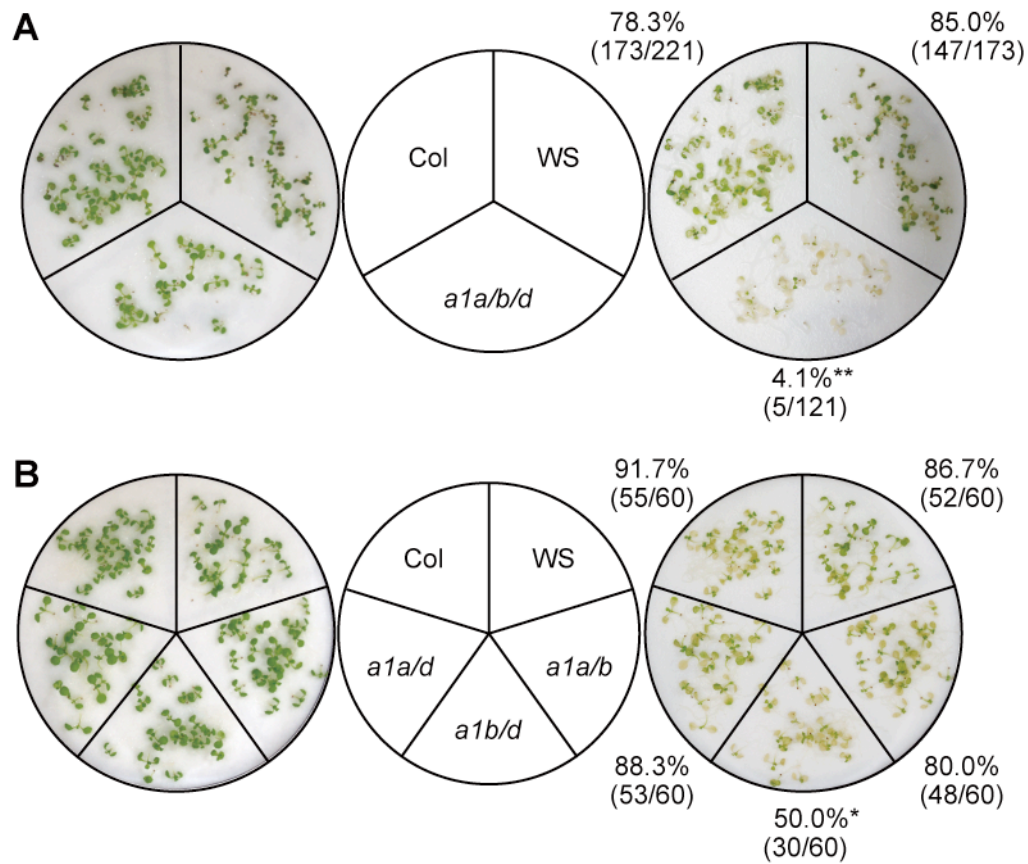 A
78.3%
(173/221)
85.0%
(147/173)
Col
WS
a1a/b/d
4.1%**
(5/121)
B
91.7%
(55/60)
86.7%
(52/60)
Col
WS
a1a/d
a1a/b
a1b/d
88.3%
(53/60)
80.0%
(48/60)
50.0%*
(30/60)